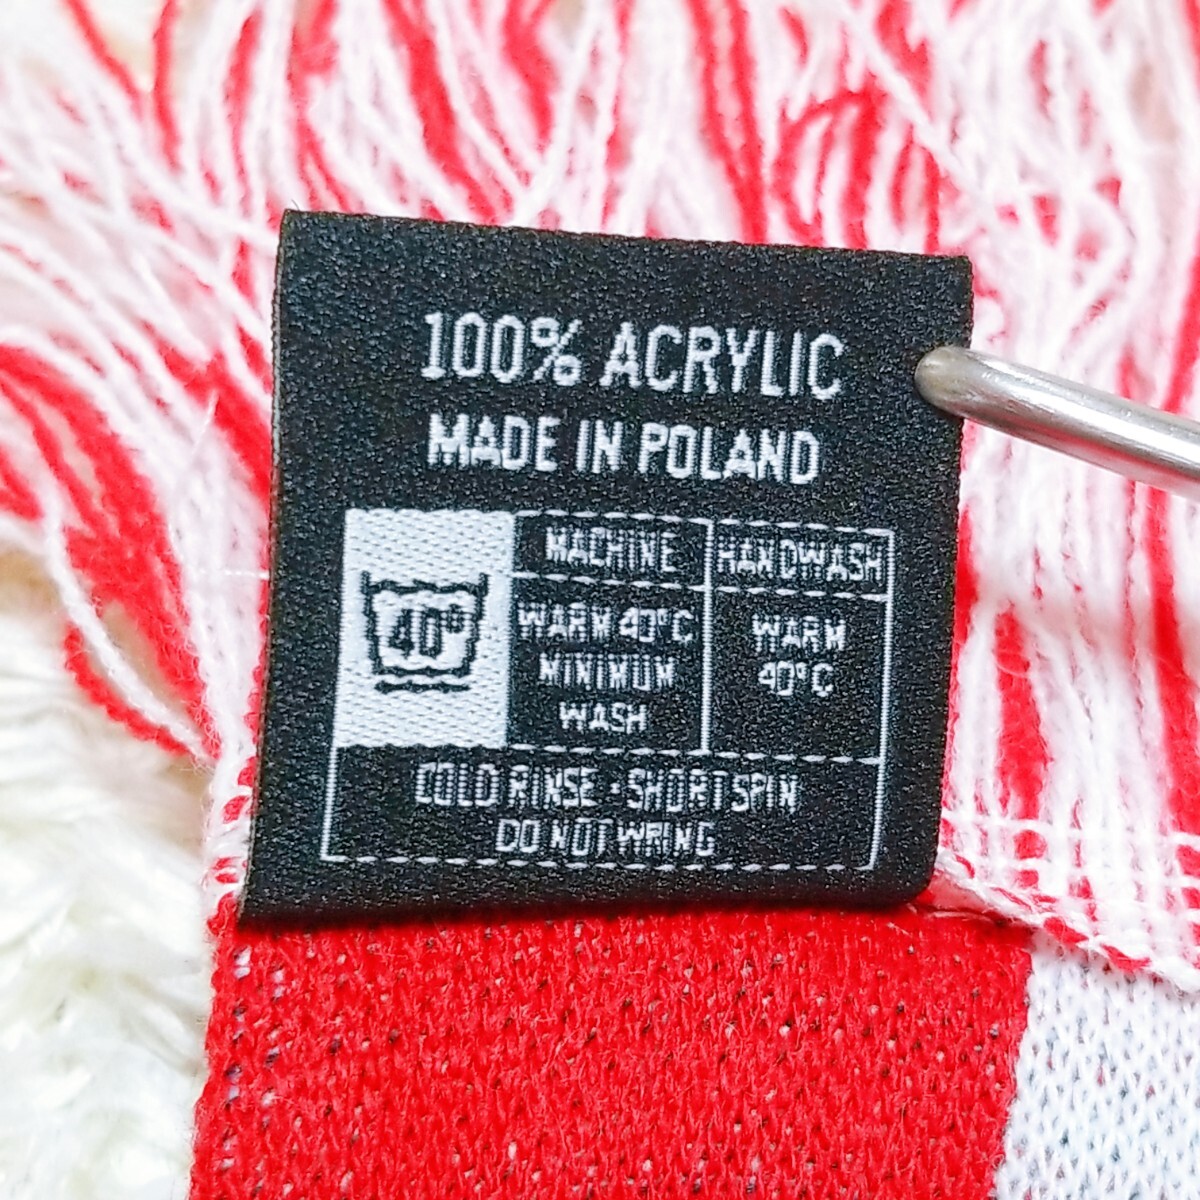 100% ACRYLIC
MADE IN POLAND
40°
MACHINE
WARM 40°C
MINIMUM
WASH
HANDWASH
WARM
40°C
COLD RINSE · SHORT SPIN
DO NOT WRING